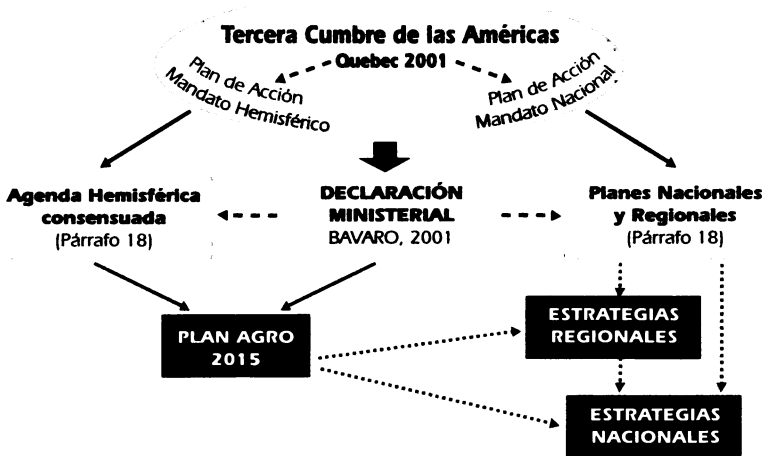 Tercera Cumbre de las Américas
Quebec 2001
Plan de Acción
Mandato Hemisférico
Plan de Acción
Mandato Nacional
Agenda Hemisférica
consensuada
(Párrafo 18)
DECLARACIÓN
MINISTERIAL
BAVARO, 2001
Planes Nacionales
y Regionales
(Párrafo 18)
PLAN AGRO
2015
ESTRATEGIAS
REGIONALES
ESTRATEGIAS
NACIONALES